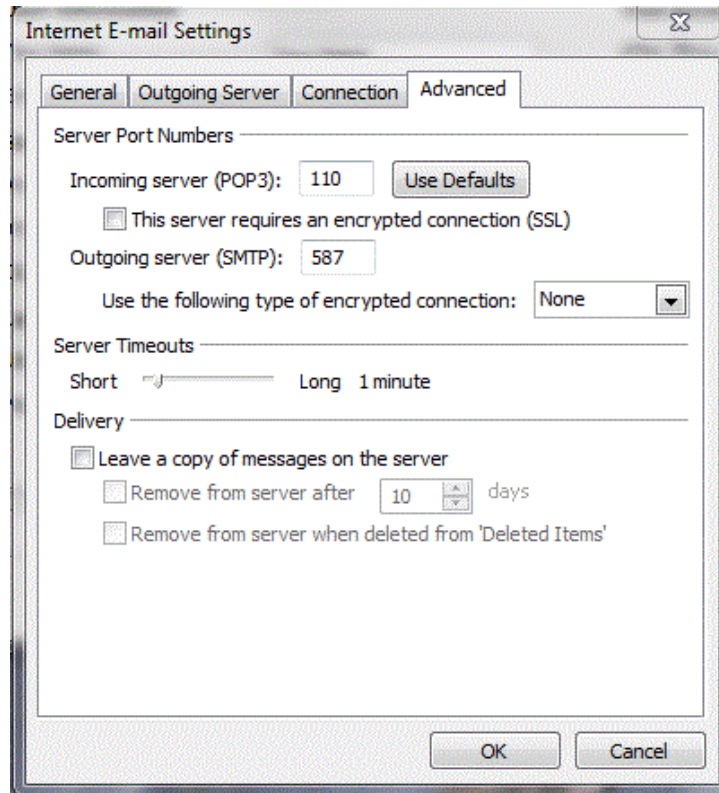 Internet E-mail Settings
General Outgoing Server Connection Advanced
Server Port Numbers
Incoming server (POP3): 110 Use Defaults
This server requires an encrypted connection (SSL)
Outgoing server (SMTP): 587
Use the following type of encrypted connection: None
Server Timeouts
Short Long 1 minute
Delivery
Leave a copy of messages on the server
Remove from server after 10 days
Remove from server when deleted from 'Deleted Items'
OK Cancel